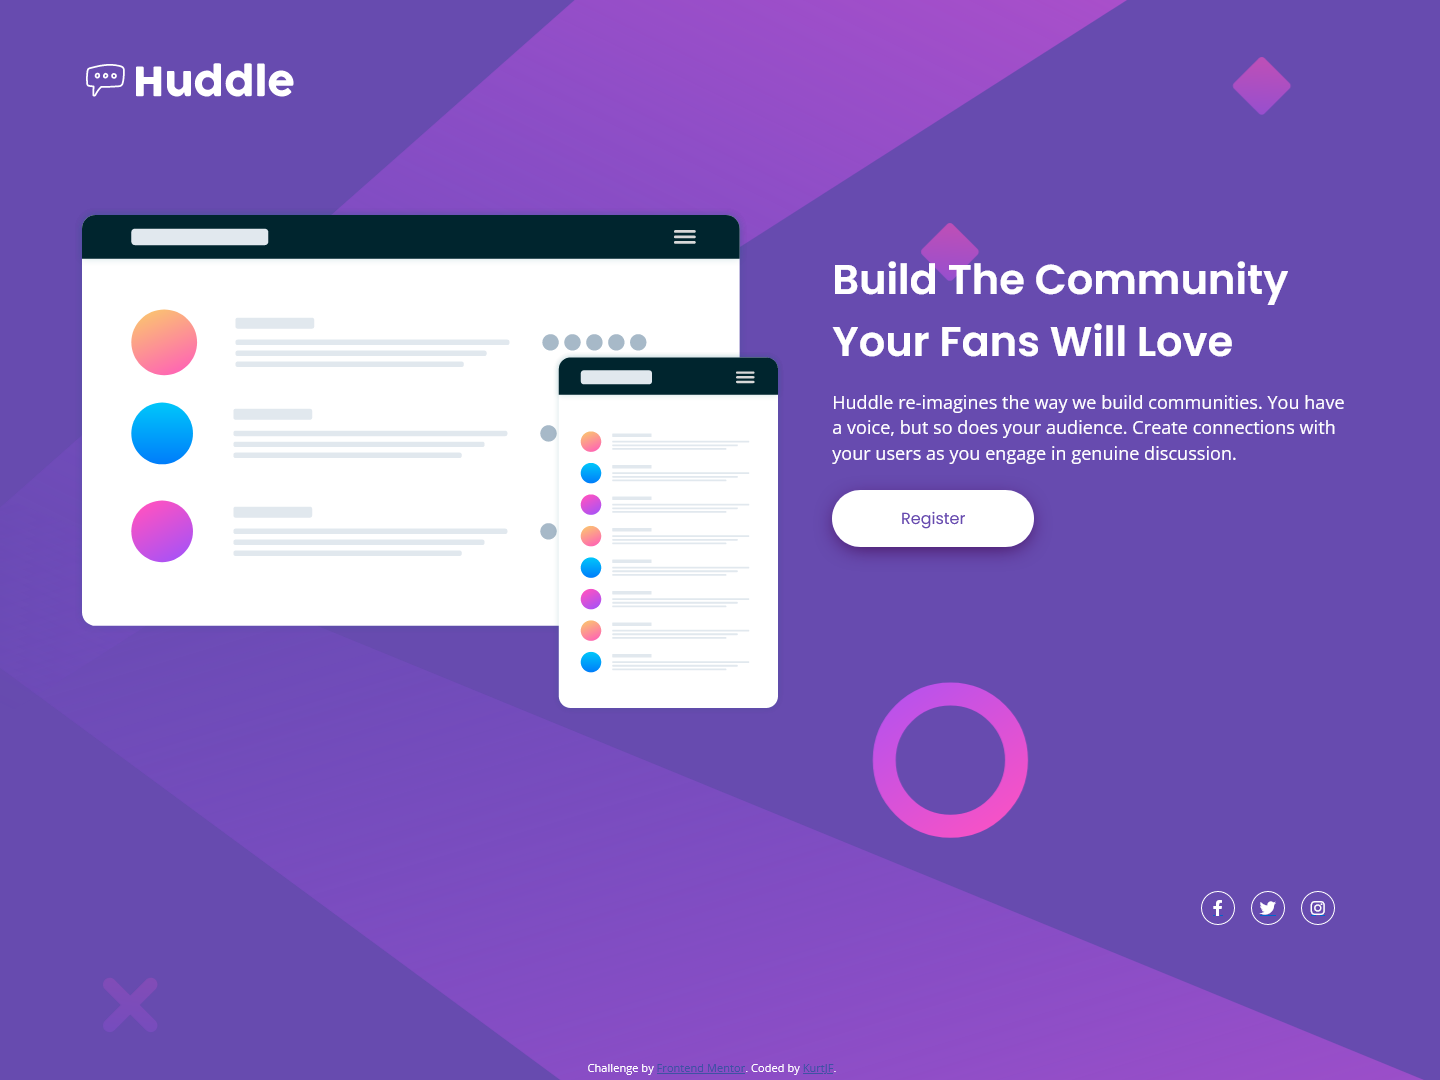 Huddle
Build The Community
Your Fans Will Love
Huddle re-imagines the way we build communities. You have
a voice, but so does your audience. Create connections with
your users as you engage in genuine discussion.
Register
Challenge by Frontend Mentor. Coded by KurtIF.